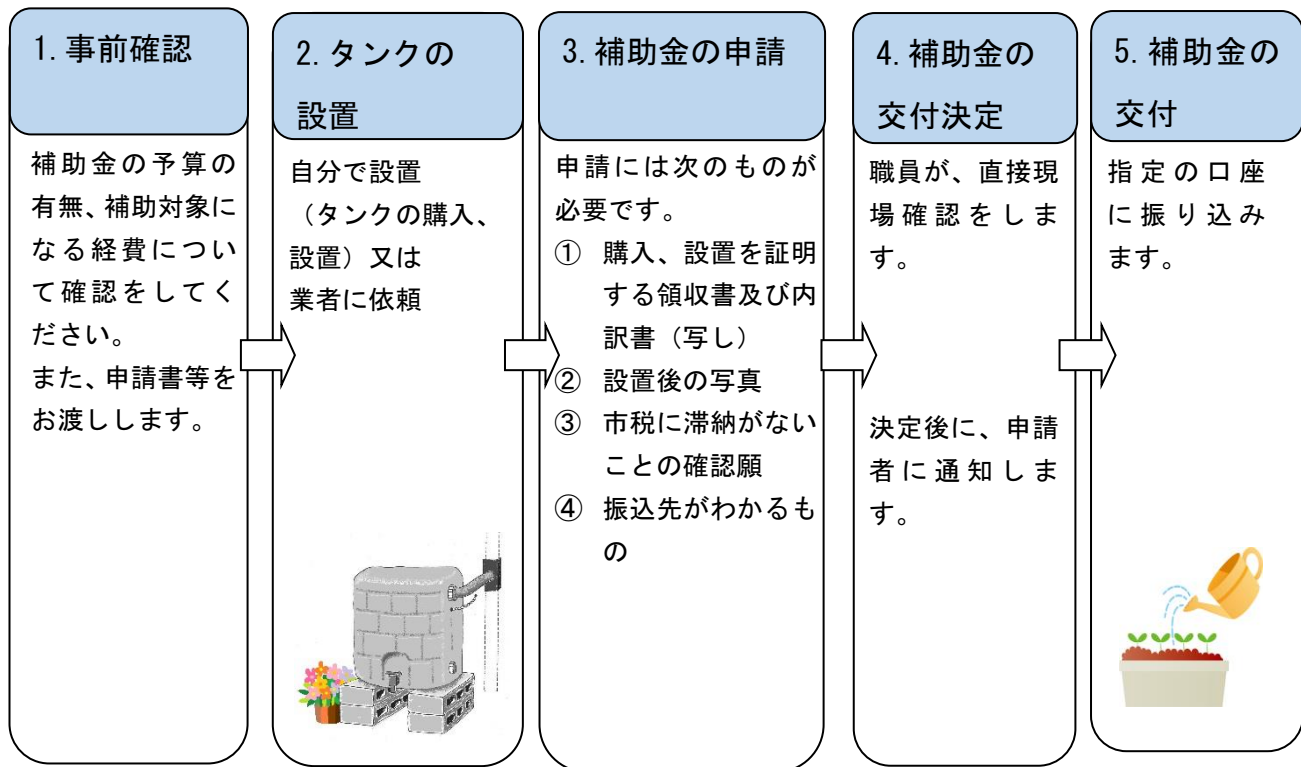 1.事前確認
補助金の予算の
有無、補助対象に
なる経費につい
て確認をしてく
ださい。
また、申請書等を
お渡しします。
2.タンクの
設置
自分で設置
（タンクの購入、
設置）又は
業者に依頼
3.補助金の申請
申請には次のものが
必要です。
① 購入、設置を証明
する領収書及び内
訳書（写し）
② 設置後の写真
③ 市税に滞納がない
ことの確認願
④ 振込先がわかるも
の
4.補助金の
交付決定
職員が、直接現
場確認をしま
す。
決定後に、申請
者に通知しま
す。
5.補助金の
交付
指定の口座
に振り込み
ます。